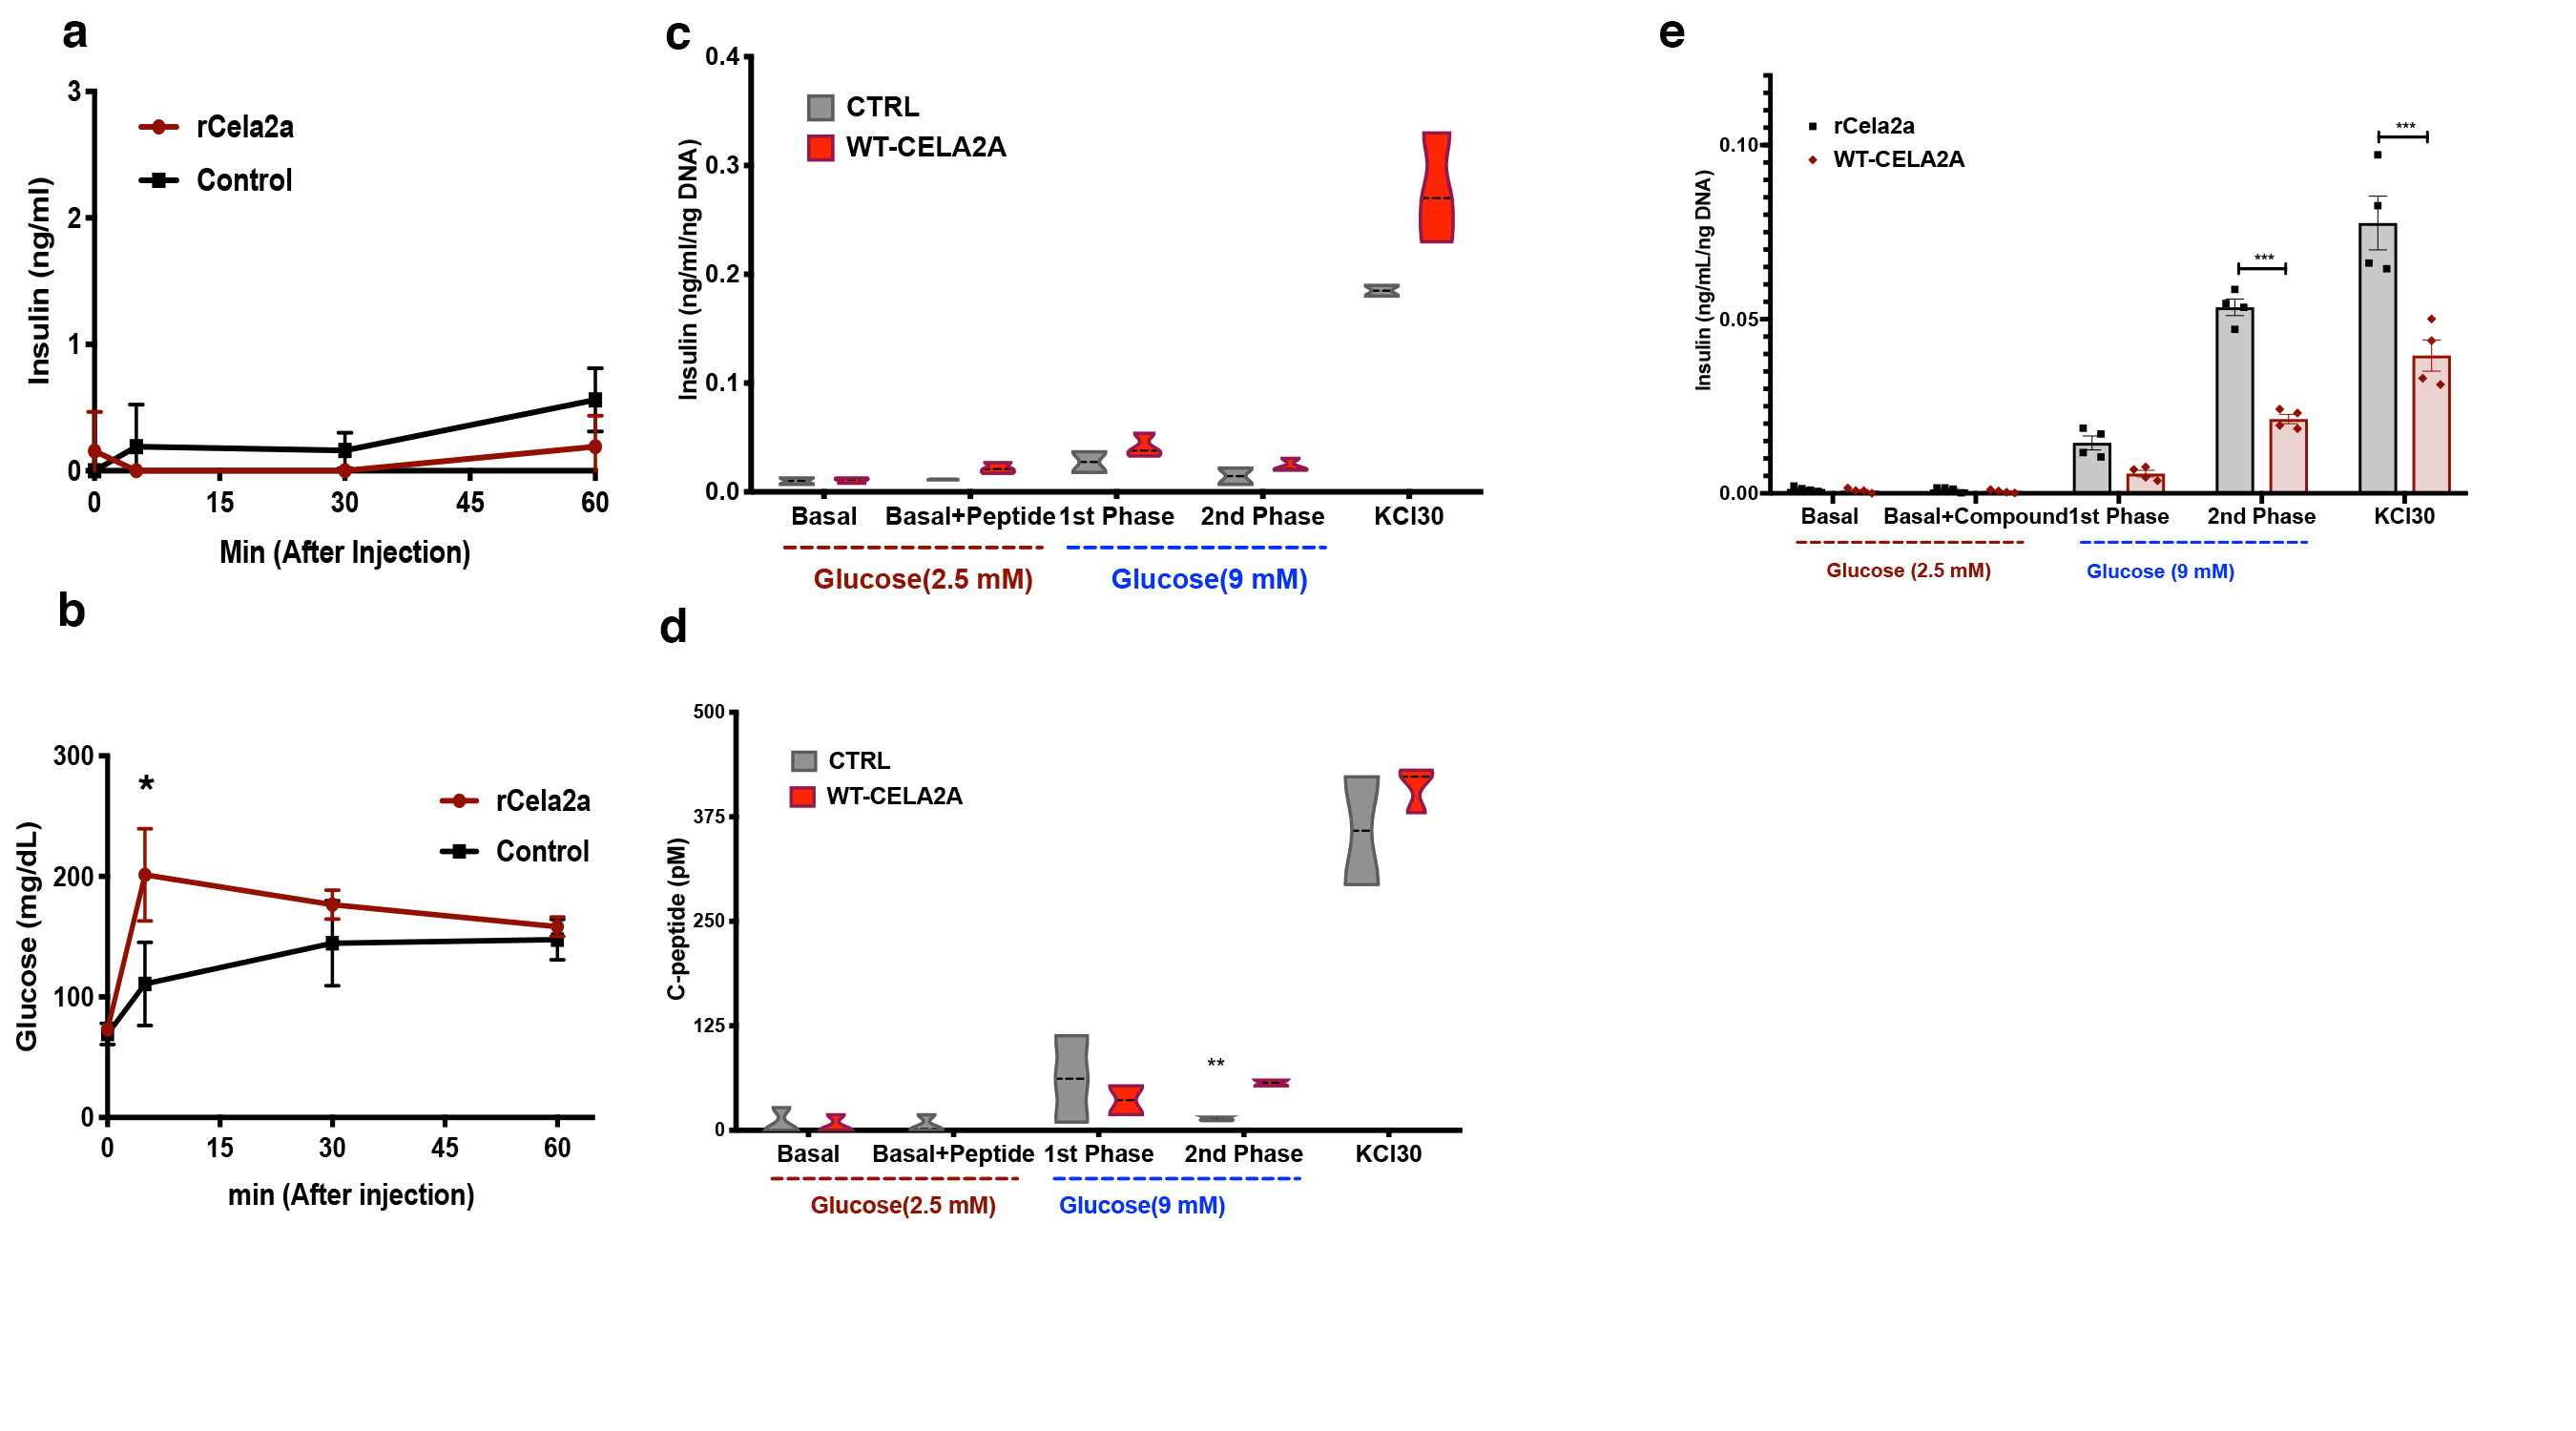 a
3
2
1
0
Insulin (ng/ml)
rCela2a
Control
0 15 30 45 60
Min (After Injection)
b
300
200
100
0
Glucose (mg/dL)
*
rCela2a
Control
0 15 30 45 60
min (After injection)
c
0.4
0.3
0.2
0.1
0.0
Insulin (ng/ml/ng DNA)
CTRL
WT-CELA2A
Basal Basal+Peptide 1st Phase 2nd Phase KCl30
Glucose(2.5 mM) Glucose(9 mM)
d
500
375
250
125
0
C-peptide (pM)
CTRL
WT-CELA2A
**
Basal Basal+Peptide 1st Phase 2nd Phase KCl30
Glucose(2.5 mM) Glucose(9 mM)
e
0.10
0.05
0.00
Insulin (ng/mL/ng DNA)
rCela2a
WT-CELA2A
***
***
Basal Basal+Compound 1st Phase 2nd Phase KCl30
Glucose (2.5 mM) Glucose (9 mM)